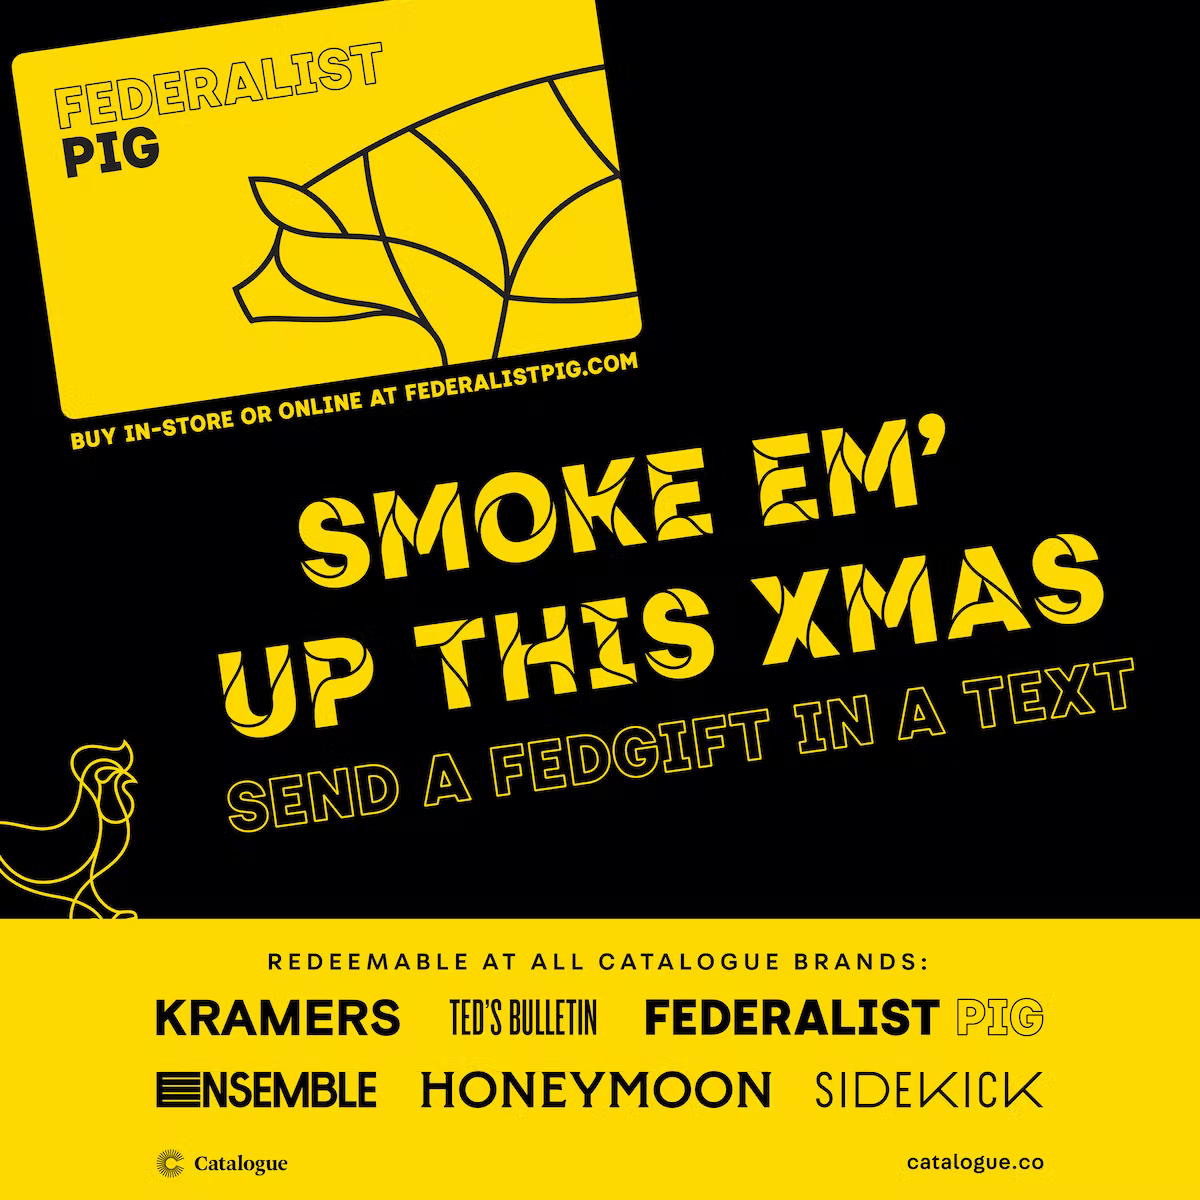 FEDERALIST
PIG
BUY IN-STORE OR ONLINE AT FEDERALISTPIG.COM
SMOKE EM’
UP THIS XMAS
SEND A FEDGIFT IN A TEXT
REDEEMABLE AT ALL CATALOGUE BRANDS:
KRAMERS TED'S BULLETIN FEDERALIST PIG
ENSEMBLE HONEYMOON SIDEKICK
Catalogue catalogue.co